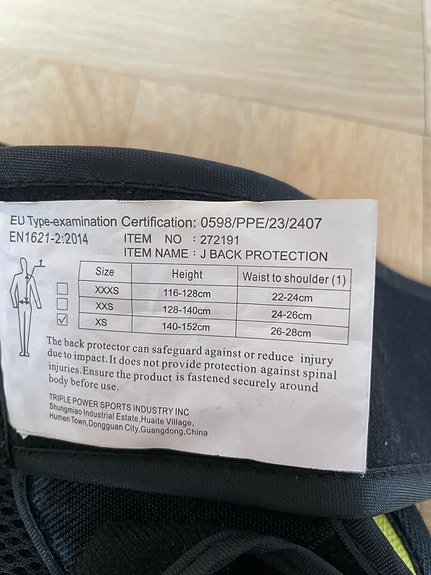 EU Type-examination Certification: 0598/PPE/23/2407
EN1621-2:2014 ITEM NO : 272191
ITEM NAME : J BACK PROTECTION
1
Size Height Waist to shoulder (1)
XXXS 116-128cm 22-24cm
XXS 128-140cm 24-26cm
XS 140-152cm 26-28cm
The back protector can safeguard against or reduce injury
due to impact.It does not provide protection against spinal
injuries.Ensure the product is fastened securely around
body before use.
TRIPLE POWER SPORTS INDUSTRY INC
Shungmiao Industrial Estate,Huaite Village,
Humen Town,Dongguan City,Guangdong,China